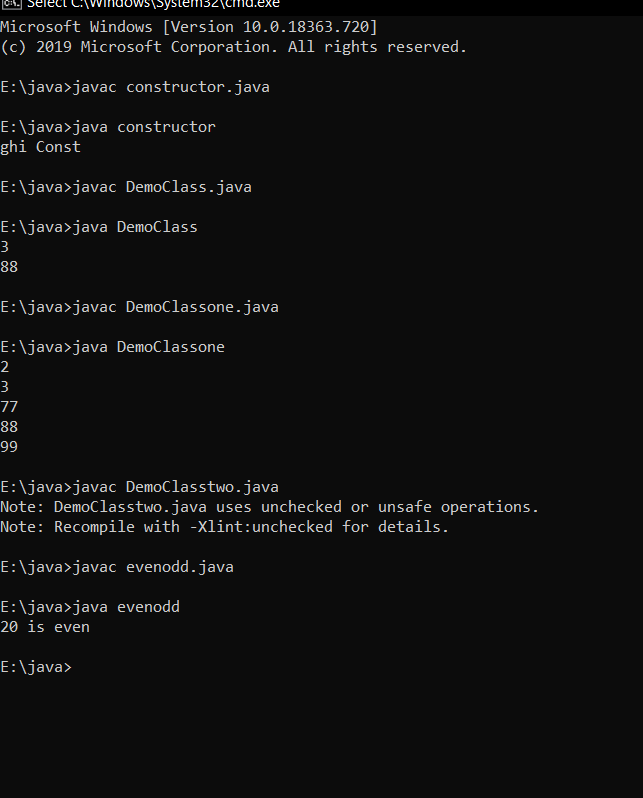 Select C:\Windows\System32\cmd.exe
Microsoft Windows [Version 10.0.18363.720]
(c) 2019 Microsoft Corporation. All rights reserved.
E:\java>javac constructor.java
E:\java>java constructor
ghi Const
E:\java>javac DemoClass.java
E:\java>java DemoClass
3
88
E:\java>javac DemoClassone.java
E:\java>java DemoClassone
2
3
77
88
99
E:\java>javac DemoClasstwo.java
Note: DemoClasstwo.java uses unchecked or unsafe operations.
Note: Recompile with -Xlint:unchecked for details.
E:\java>javac evenodd.java
E:\java>java evenodd
20 is even
E:\java>